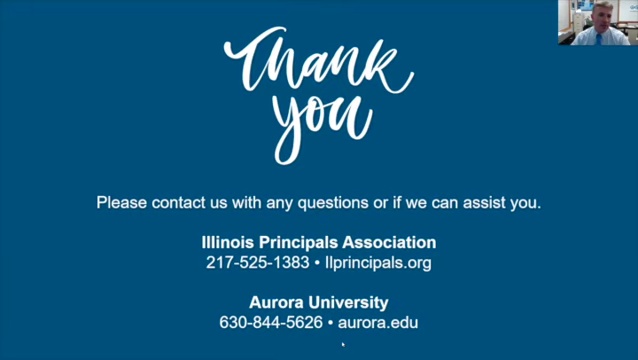 Thank
you
Please contact us with any questions or if we can assist you.
Illinois Principals Association
217-525-1383 • Ilprincipals.org
Aurora University
630-844-5626 • aurora.edu